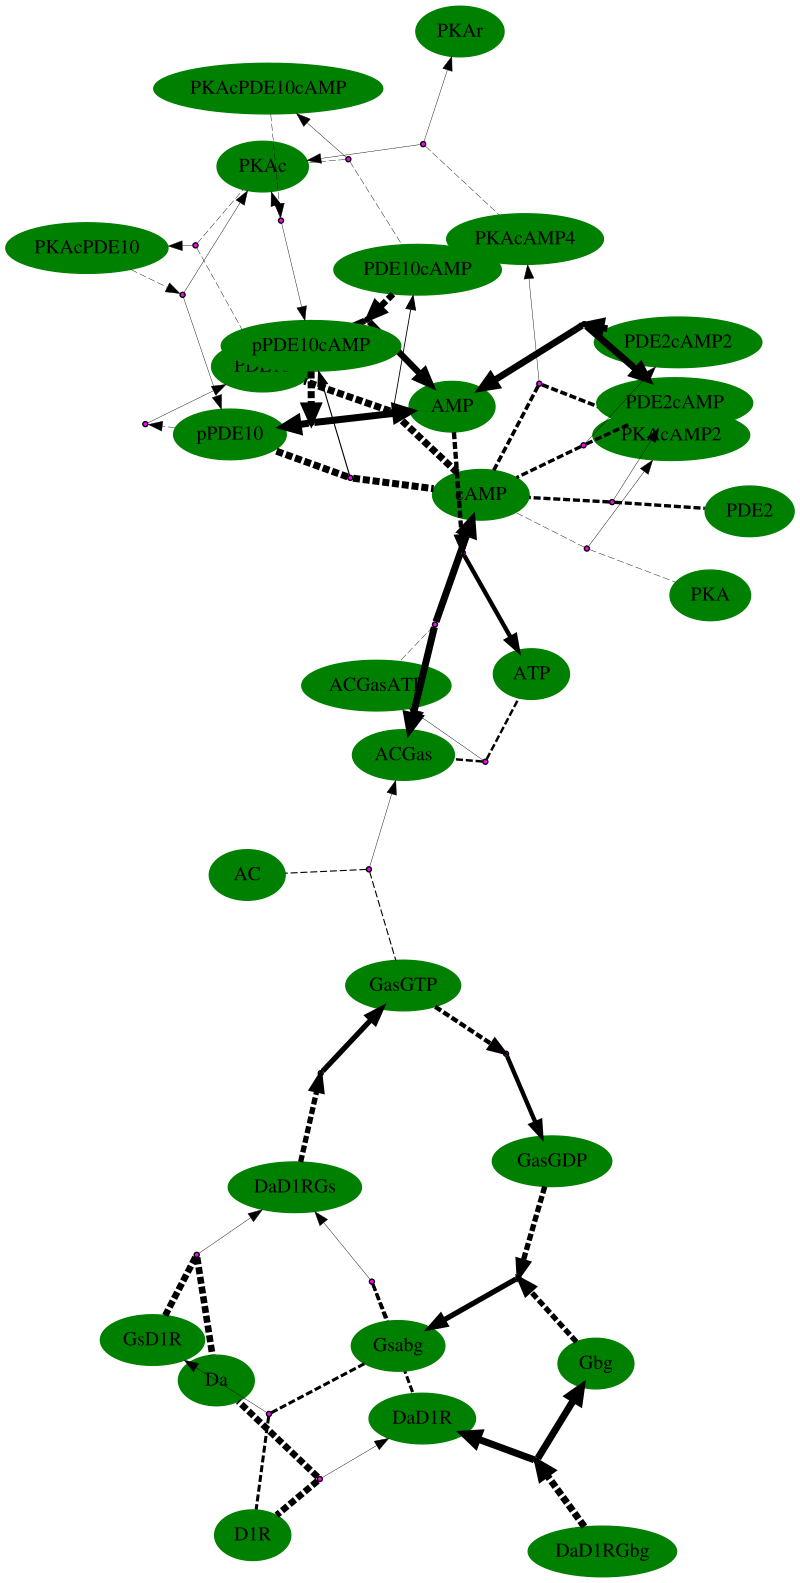 PKAr
PKAcPDE10cAMP
PKAc
PKAcAMP4
PKAcPDE10
PDE10cAMP
PDE2cAMP2
pPDE10cAMP
PDE2cAMP
AMP
pPDE10
PKAcAMP2
cAMP
PDE2
PKA
ATP
ACGasATP
ACGas
AC
GasGTP
GasGDP
DaD1RGs
GsD1R
Gsabg
Gbg
Da
DaD1R
D1R
DaD1RGbg